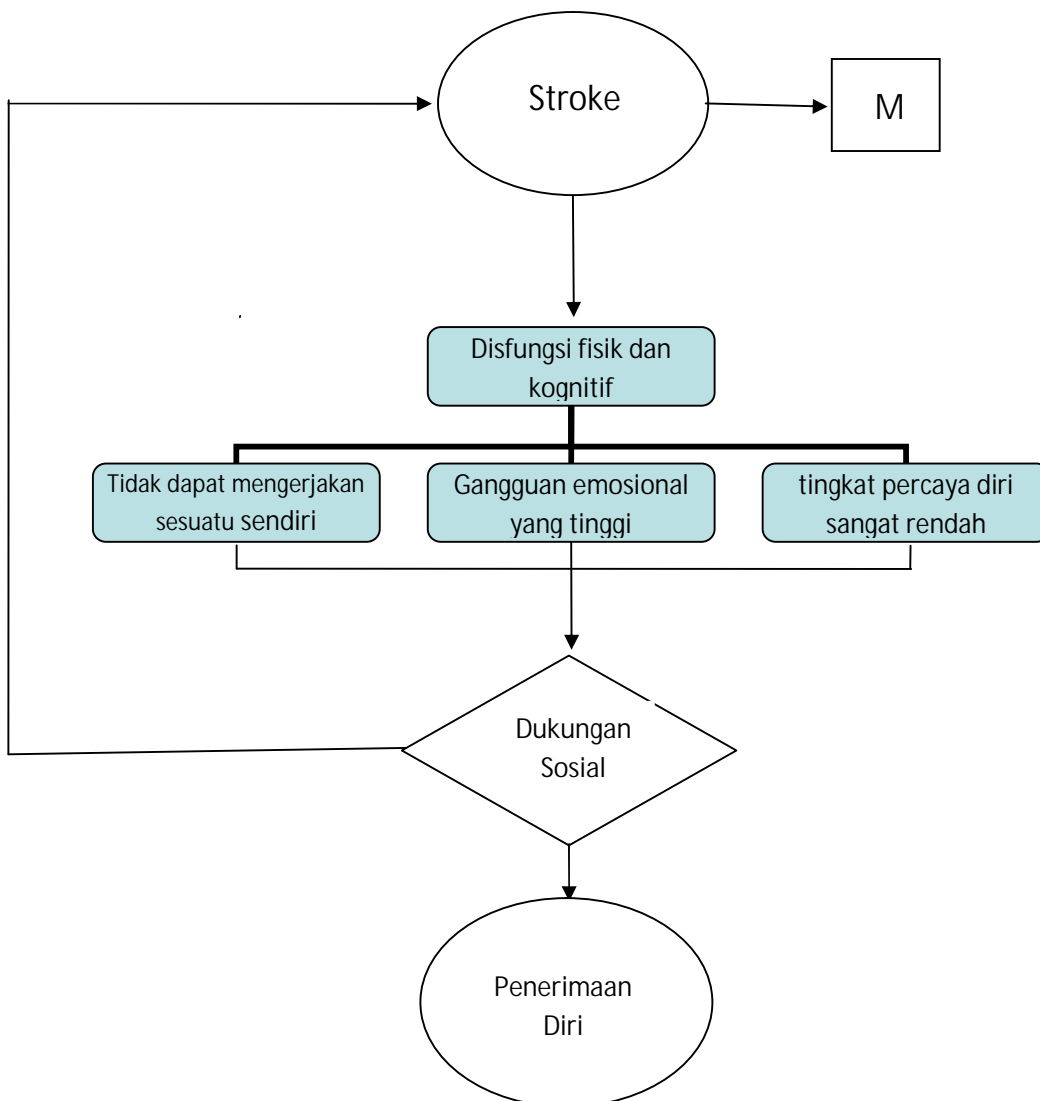 Stroke
M
Disfungsi fisik dan
kognitif
Tidak dapat mengerjakan
sesuatu sendiri
Gangguan emosional
yang tinggi
tingkat percaya diri
sangat rendah
Dukungan
Sosial
Penerimaan
Diri